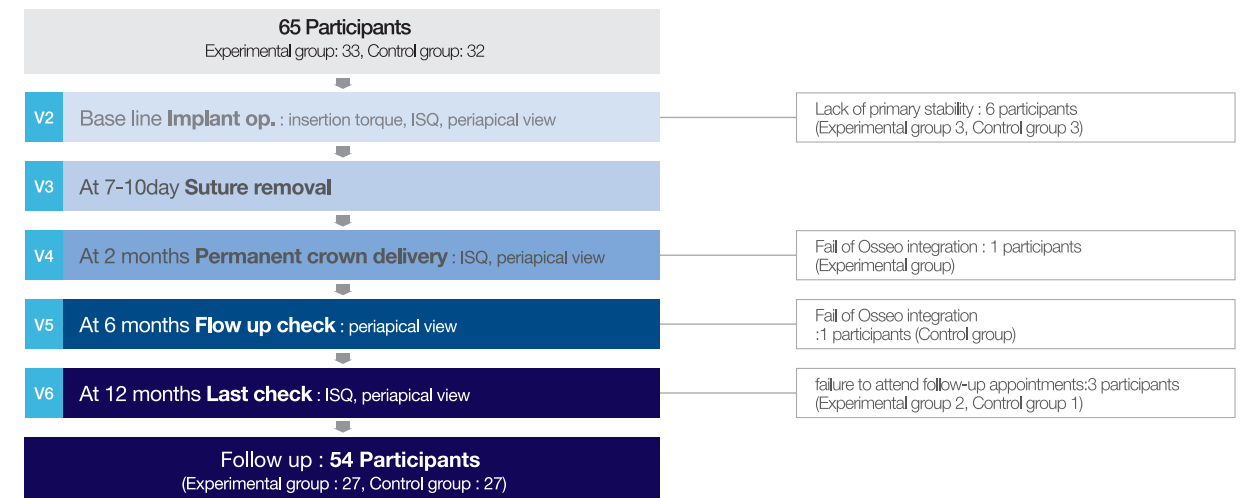 65 Participants
Experimental group: 33, Control group: 32
V2 Base line Implant op. : insertion torque, ISQ, periapical view
Lack of primary stability : 6 participants
(Experimental group 3, Control group 3)
V3 At 7-10day Suture removal
V4 At 2 months Permanent crown delivery : ISQ, periapical view
Fail of Osseo integration : 1 participants
(Experimental group)
V5 At 6 months Flow up check : periapical view
Fail of Osseo integration
:1 participants (Control group)
V6 At 12 months Last check : ISQ, periapical view
failure to attend follow-up appointments:3 participants
(Experimental group 2, Control group 1)
Follow up : 54 Participants
(Experimental group : 27, Control group : 27)